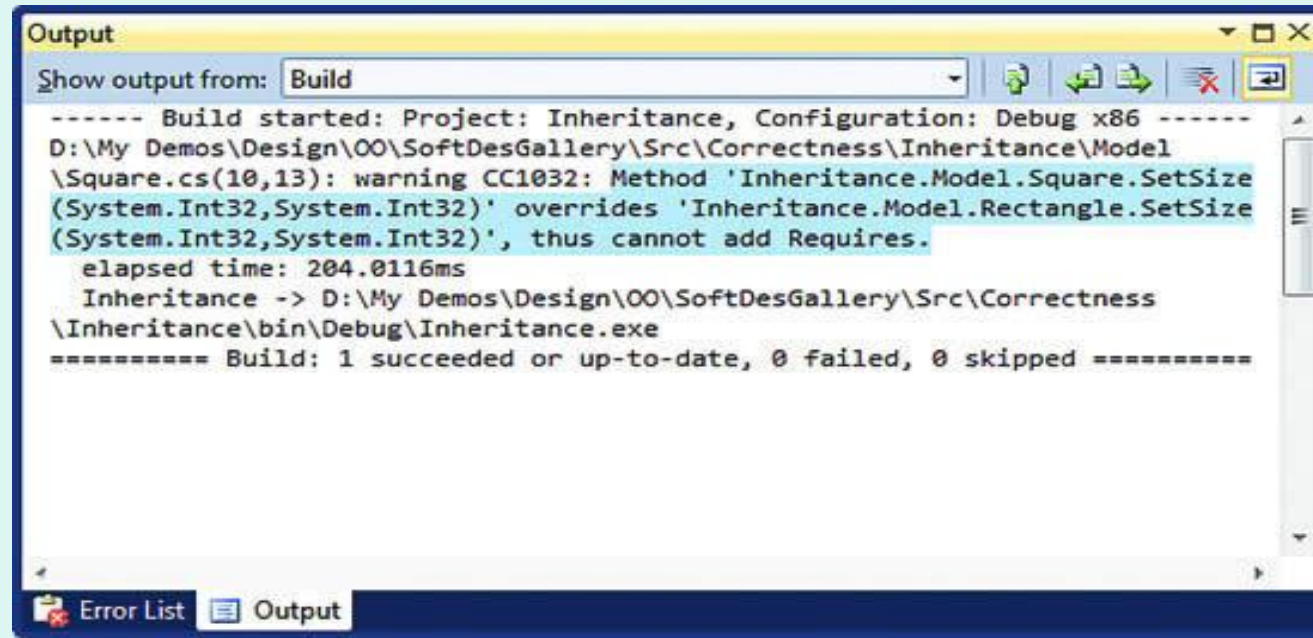 Output
Show output from: Build
------ Build started: Project: Inheritance, Configuration: Debug x86 ------
D:\My Demos\Design\OO\SoftDesGallery\Src\Correctness\Inheritance\Model
\Square.cs(10,13): warning CC1032: Method 'Inheritance.Model.Square.SetSize
(System.Int32,System.Int32)' overrides 'Inheritance.Model.Rectangle.SetSize
(System.Int32,System.Int32)', thus cannot add Requires.
elapsed time: 204.0116ms
Inheritance -> D:\My Demos\Design\OO\SoftDesGallery\Src\Correctness
\Inheritance\bin\Debug\Inheritance.exe
========== Build: 1 succeeded or up-to-date, 0 failed, 0 skipped ==========
Error List Output